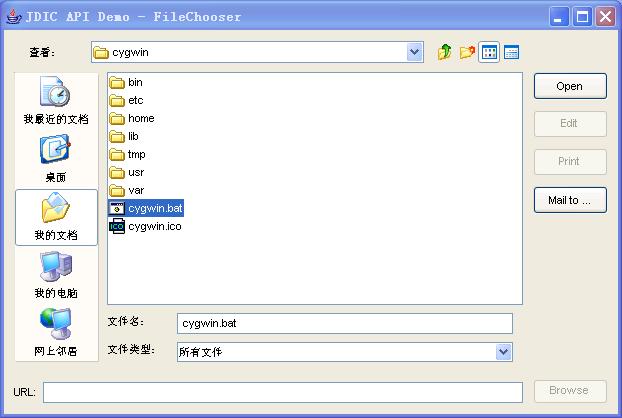 JDIC API Demo - FileChooser
查看：
cygwin
我最近的文档
桌面
我的文档
我的电脑
网上邻居
bin
etc
home
lib
tmp
usr
var
cygwin.bat
ICO cygwin.ico
Open
Edit
Print
Mail to ...
文件名： cygwin.bat
文件类型： 所有文件
URL: Browse